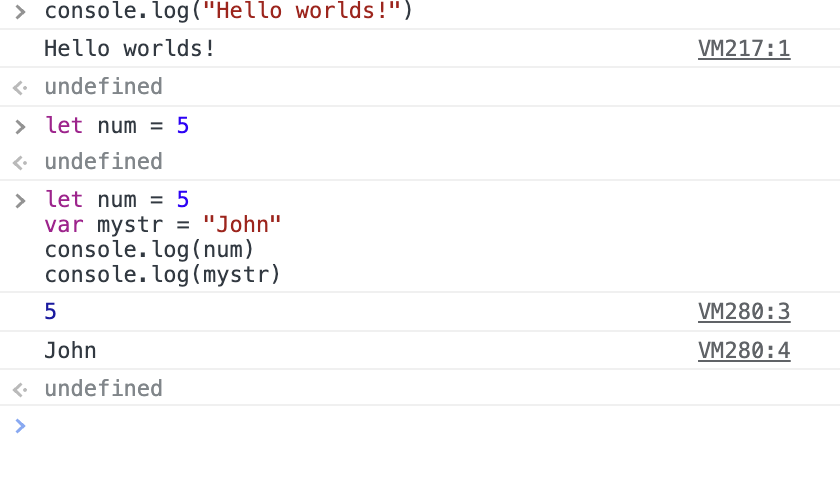 console.log("Hello worlds!")
Hello worlds! VM217:1
undefined
let num = 5
undefined
let num = 5
var mystr = "John"
console.log(num)
console.log(mystr)
5 VM280:3
John VM280:4
undefined